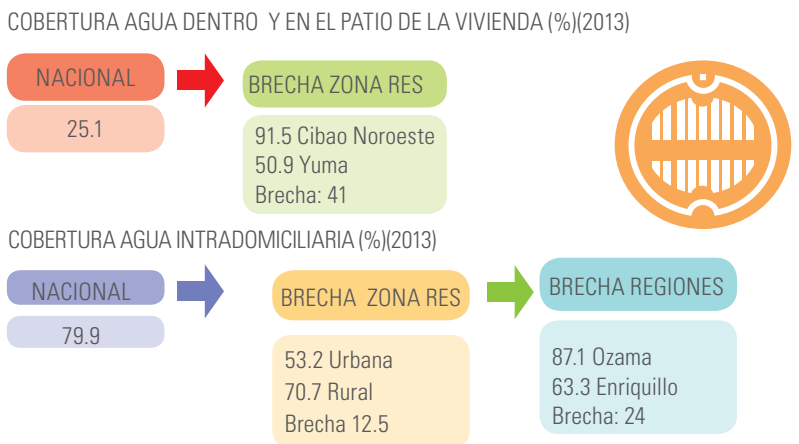 COBERTURA AGUA DENTRO Y EN EL PATIO DE LA VIVIENDA (%)(2013)
NACIONAL
25.1
BRECHA ZONA RES
91.5 Cibao Noroeste
50.9 Yuma
Brecha: 41
COBERTURA AGUA INTRADOMICILIARIA (%)(2013)
NACIONAL
79.9
BRECHA ZONA RES
53.2 Urbana
70.7 Rural
Brecha 12.5
BRECHA REGIONES
87.1 Ozama
63.3 Enriquillo
Brecha: 24